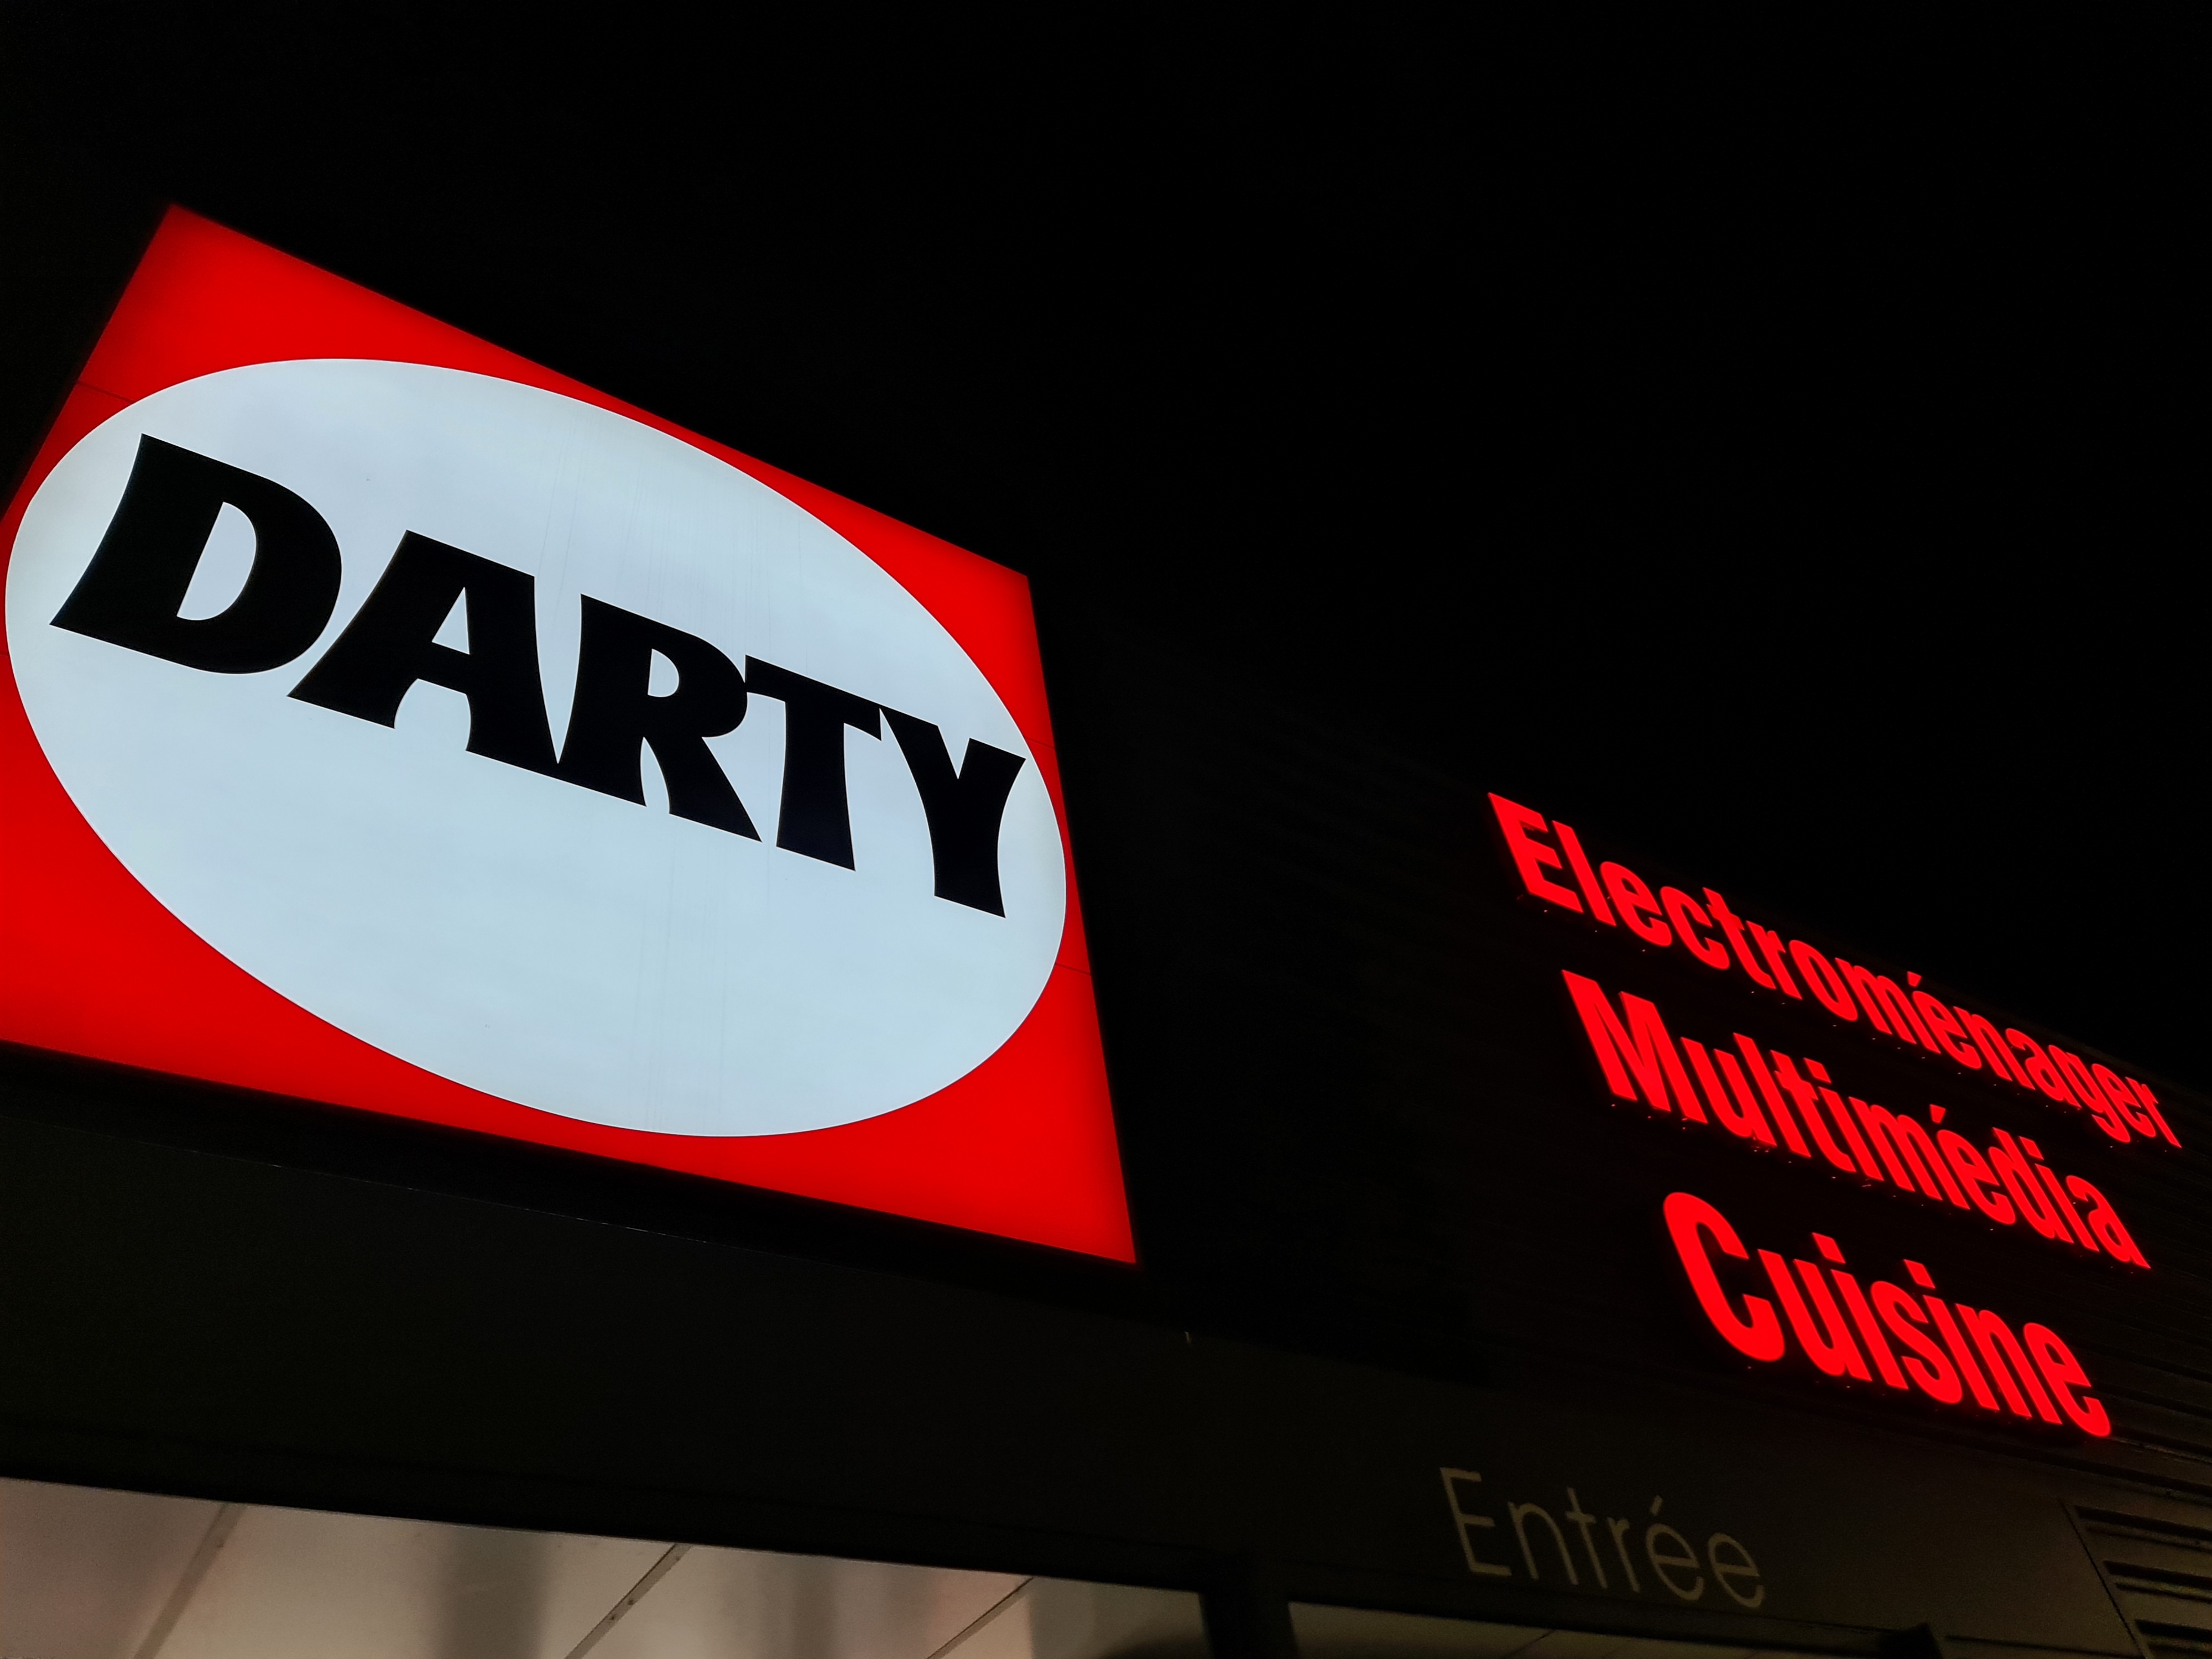 DARTY
Electroménager
Multimédia
Cuisine
Entrée